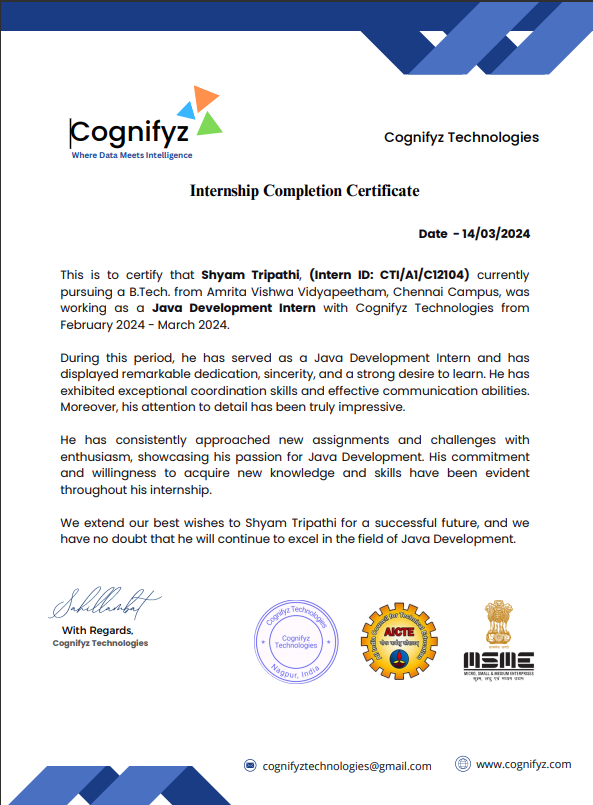 Cognifyz
Where Data Meets Intelligence
Cognifyz Technologies
Internship Completion Certificate
Date - 14/03/2024
This is to certify that Shyam Tripathi, (Intern ID: CTI/A1/C12104) currently
pursuing a B.Tech. from Amrita Vishwa Vidyapeetham, Chennai Campus, was
working as a Java Development Intern with Cognifyz Technologies from
February 2024 - March 2024.
During this period, he has served as a Java Development Intern and has
displayed remarkable dedication, sincerity, and a strong desire to learn. He has
exhibited exceptional coordination skills and effective communication abilities.
Moreover, his attention to detail has been truly impressive.
He has consistently approached new assignments and challenges with
enthusiasm, showcasing his passion for Java Development. His commitment
and willingness to acquire new knowledge and skills have been evident
throughout his internship.
We extend our best wishes to Shyam Tripathi for a successful future, and we
have no doubt that he will continue to excel in the field of Java Development.
With Regards,
Cognifyz Technologies
Cognifyz Technologies
Cognifyz
Technologies
Nagpur, India
All India Council for Technical Education
AICTE
MSME
MICRO, SMALL & MEDIUM ENTERPRISES
सूक्ष्म, लघु एवं मध्यम उद्यम
cognifyztechnologies@gmail.com
www.cognifyz.com